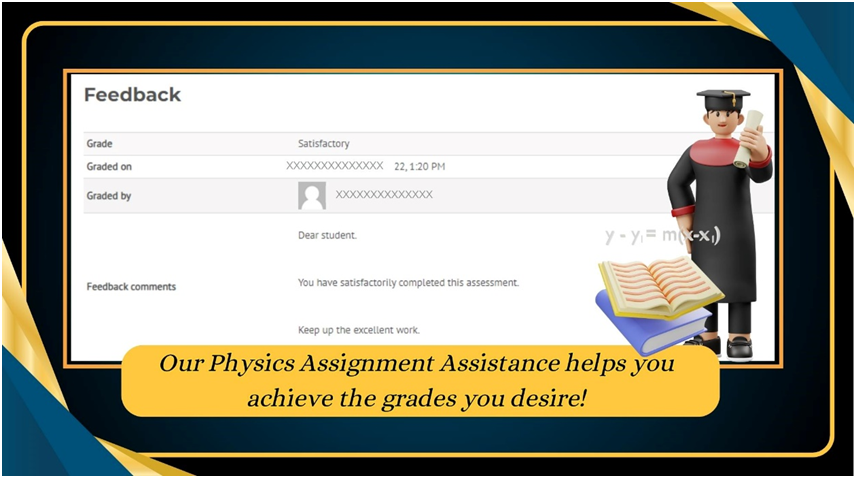 Feedback
Grade Satisfactory
Graded on XXXXXXXXXXXXXX 22, 1:20 PM
Graded by XXXXXXXXXXXXXX
Dear student.
Feedback comments You have satisfactorily completed this assessment.
Keep up the excellent work.
y - y₁ = m(x-x₁)
Our Physics Assignment Assistance helps you
achieve the grades you desire!